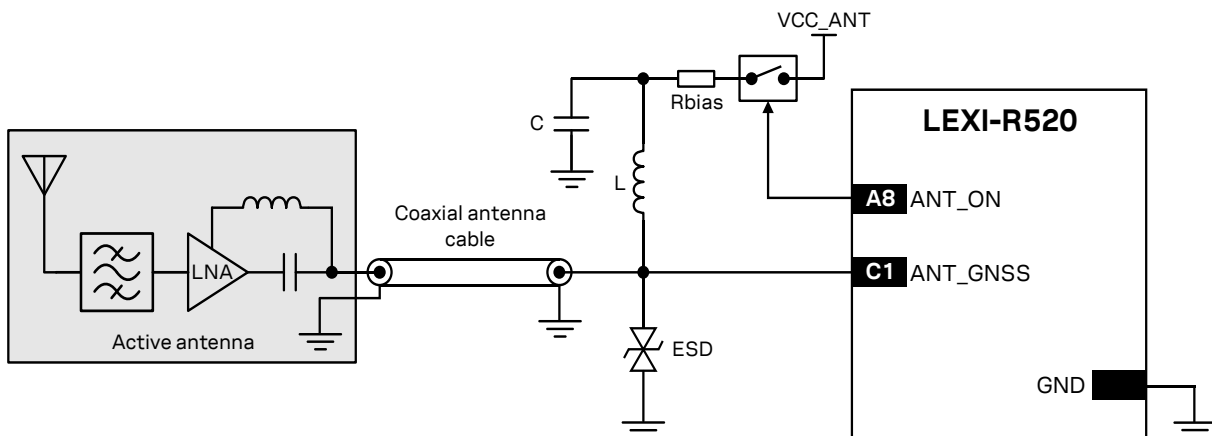 VCC_ANT
Rbias
C
L
LEXI-R520
A8 ANT_ON
Coaxial antenna
cable
LNA
C1 ANT_GNSS
Active antenna
ESD
GND